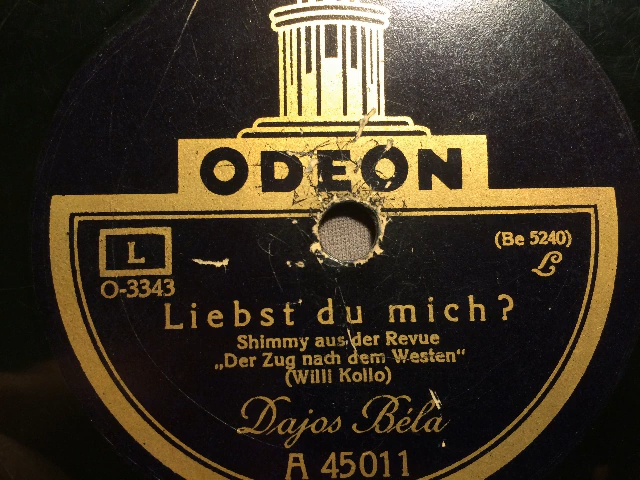 ODEON
L
(Be 5240)
L
O-3343
Liebst du mich?
Shimmy aus der Revue
„Der Zug nach dem Westen"
(Willi Kollo)
Dajos Béla
A 45011